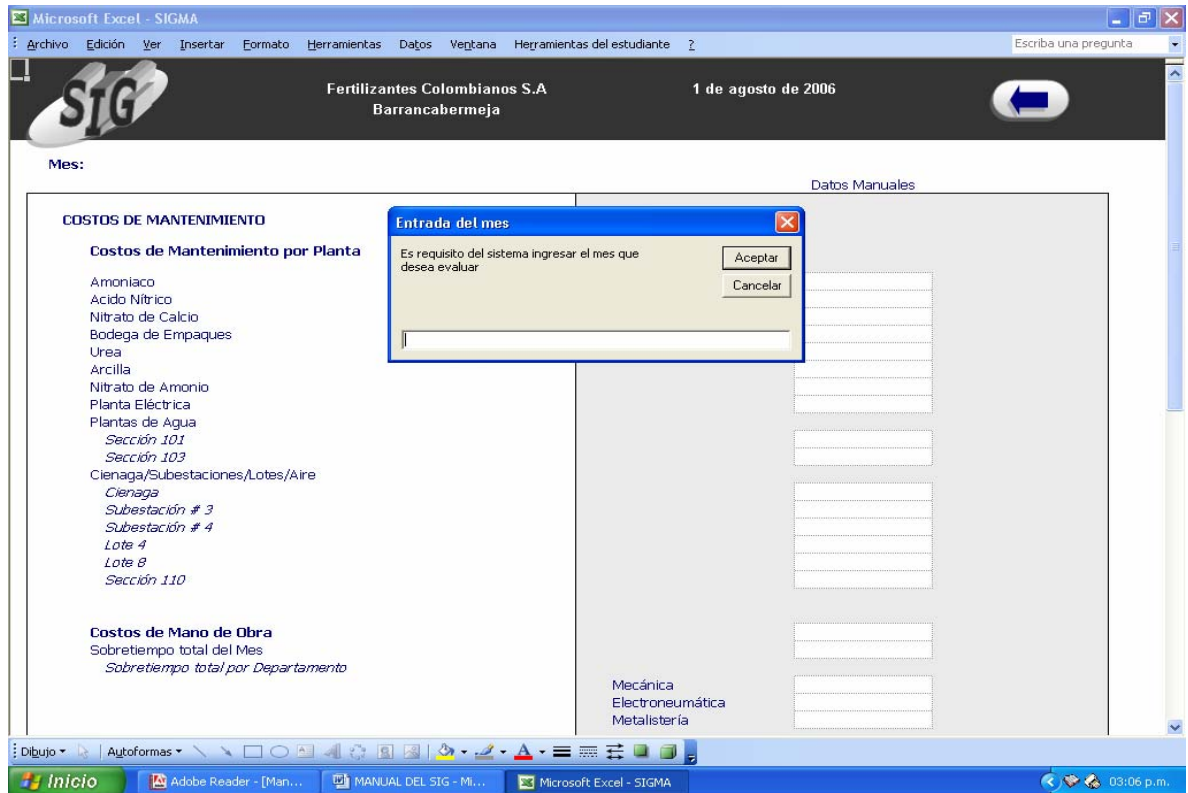 Microsoft Excel - SIGMA
Archivo Edición Ver Insertar Formato Herramientas Datos Ventana Herramientas del estudiante ? Escriba una pregunta
SIG
Fertilizantes Colombianos S.A
Barrancabermeja
1 de agosto de 2006
Mes:
Datos Manuales
COSTOS DE MANTENIMIENTO
Costos de Mantenimiento por Planta
Amoniaco
Acido Nítrico
Nitrato de Calcio
Bodega de Empaques
Urea
Arcilla
Nitrato de Amonio
Planta Eléctrica
Plantas de Agua
Sección 101
Sección 103
Cienaga/Subestaciones/Lotes/Aire
Cienaga
Subestación # 3
Subestación # 4
Lote 4
Lote 8
Sección 110
Costos de Mano de Obra
Sobretiempo total del Mes
Sobretiempo total por Departamento
Mecánica
Electroneumática
Metalistería
Entrada del mes
Es requisito del sistema ingresar el mes que
desea evaluar
Aceptar
Cancelar
Dibujo Autoformas
Inicio Adobe Reader - [Man... MANUAL DEL SIG - Mi... Microsoft Excel - SIGMA 03:06 p.m.